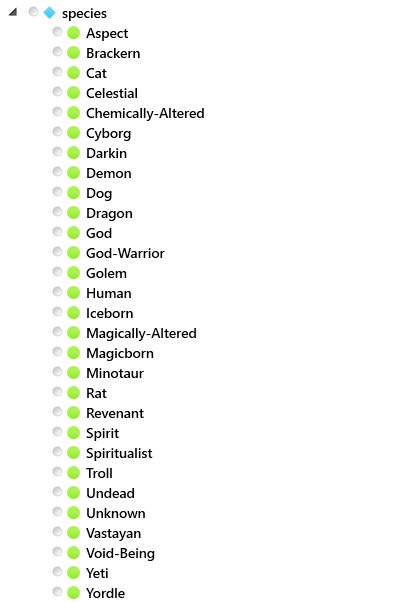 species
Aspect
Brackern
Cat
Celestial
Chemically-Altered
Cyborg
Darkin
Demon
Dog
Dragon
God
God-Warrior
Golem
Human
Iceborn
Magically-Altered
Magicborn
Minotaur
Rat
Revenant
Spirit
Spiritualist
Troll
Undead
Unknown
Vastayan
Void-Being
Yeti
Yordle